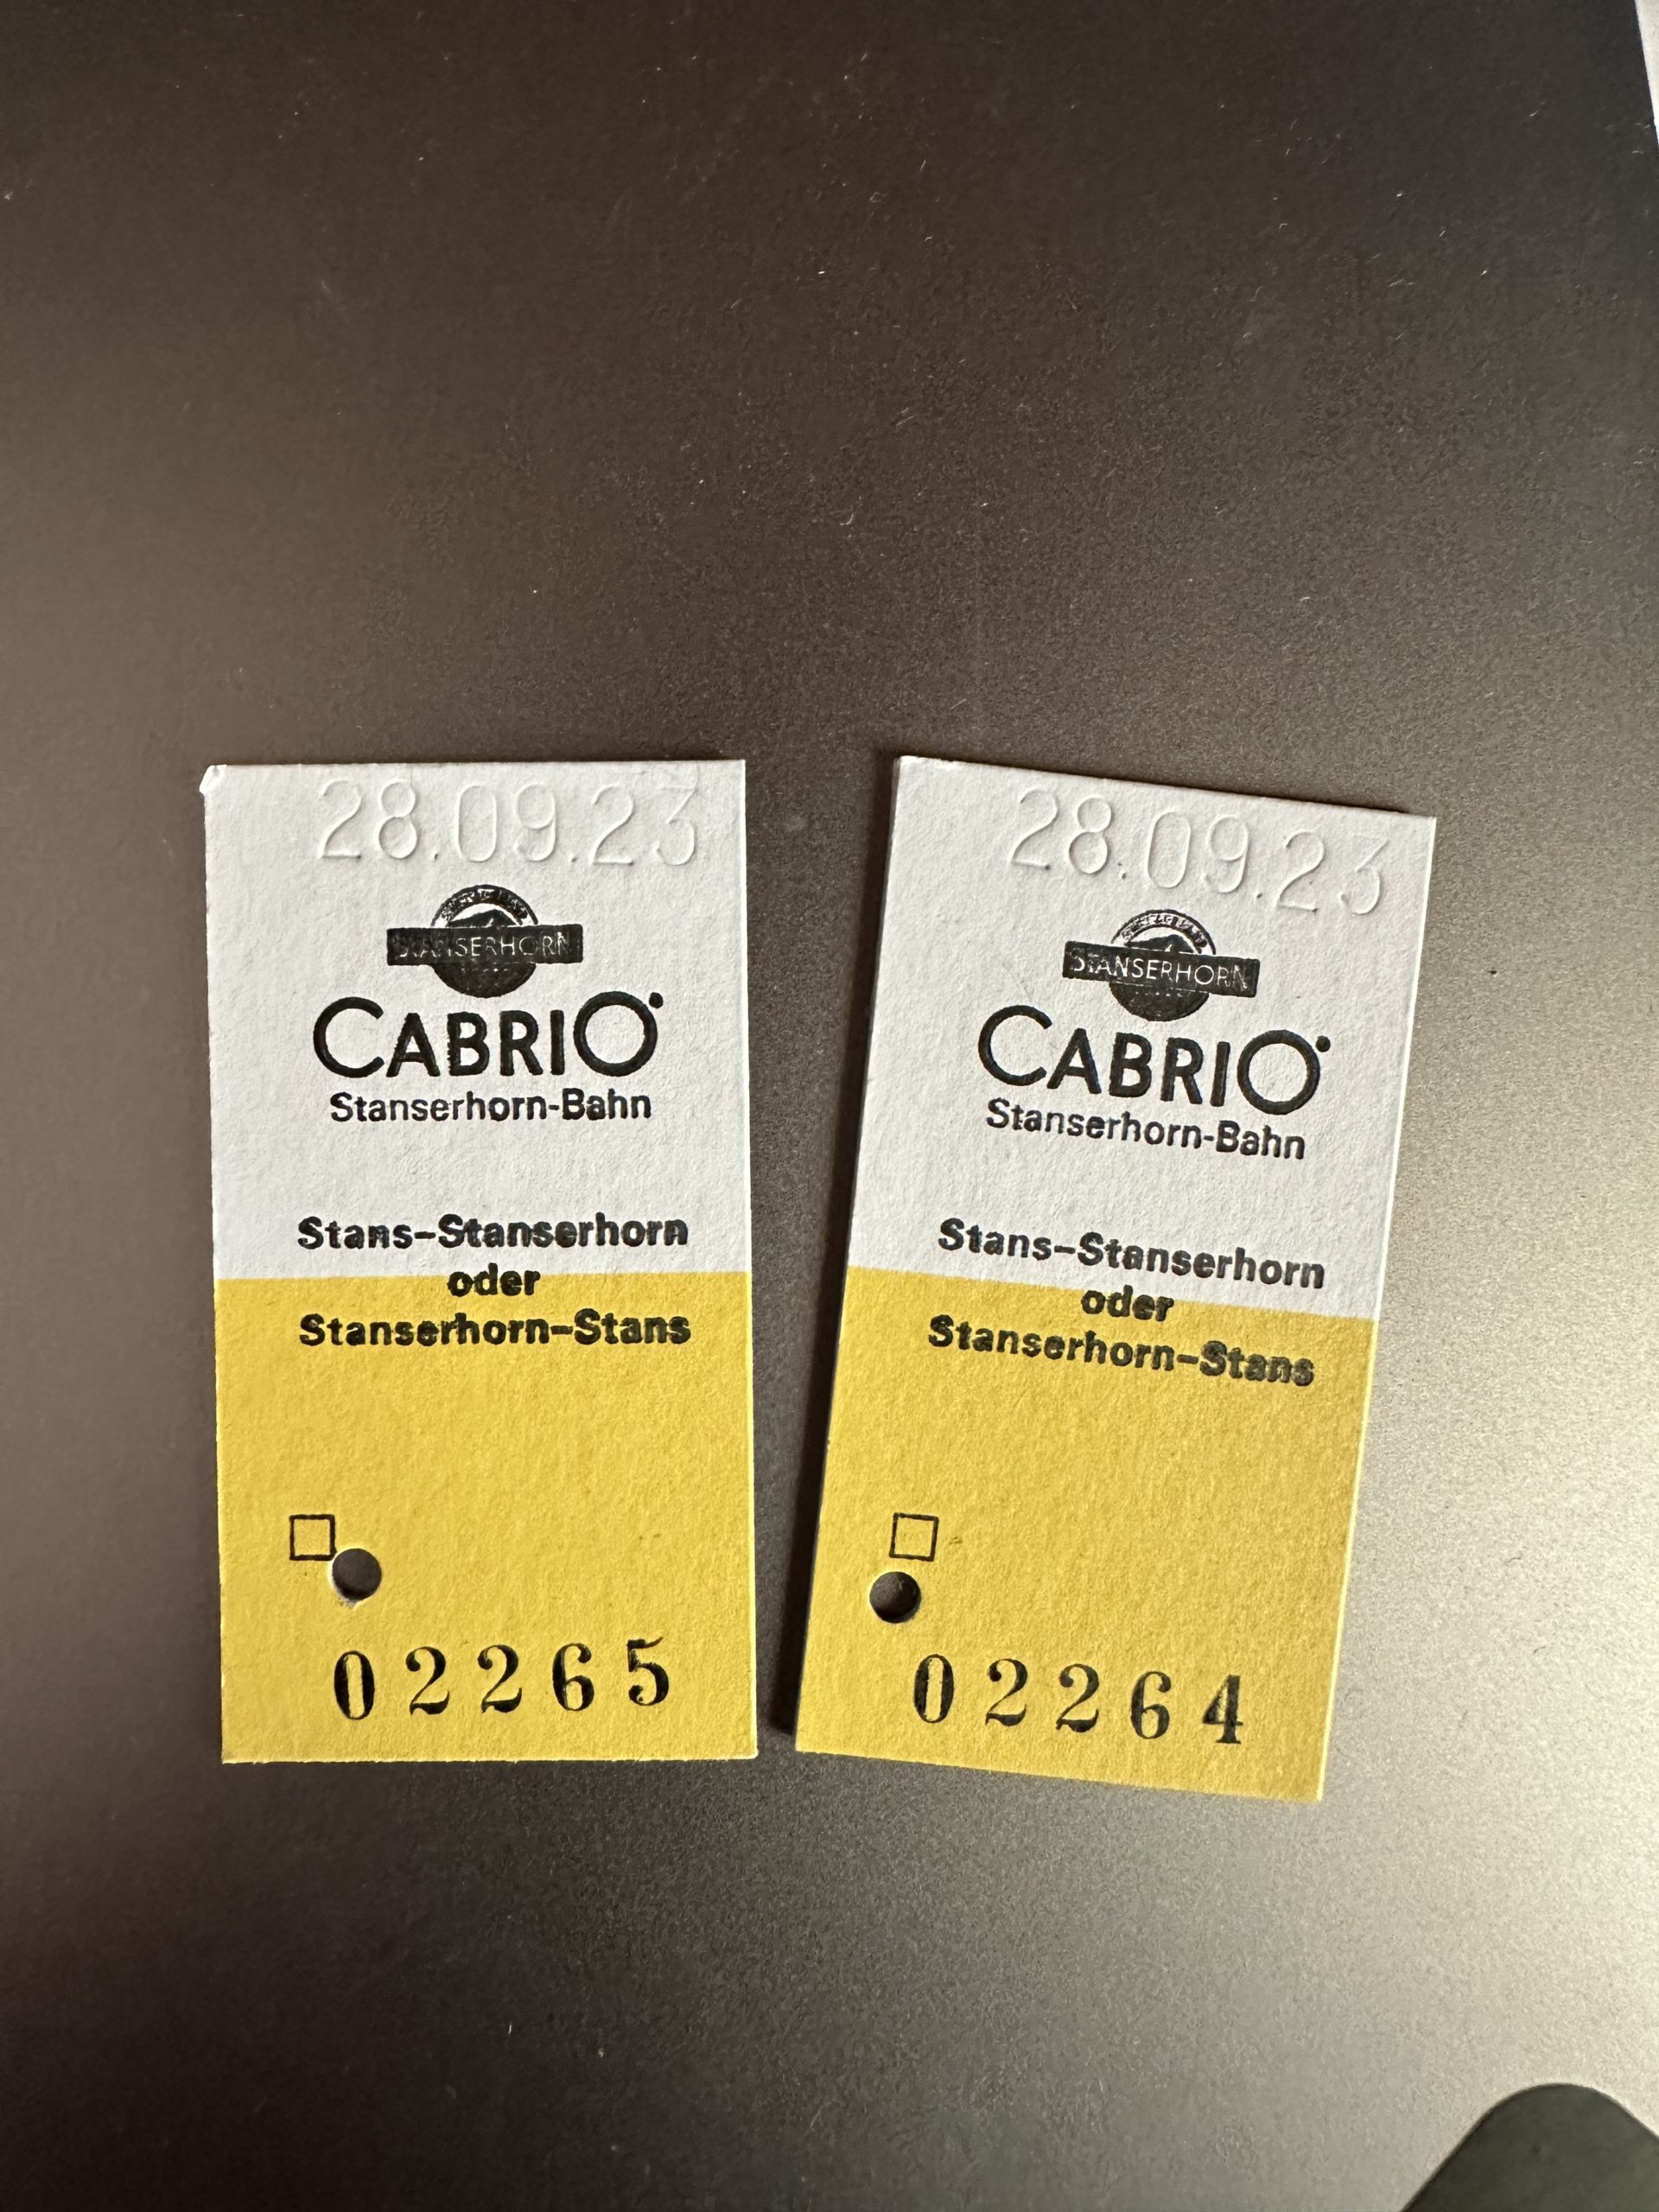 28.09.23
STANSERHORN
CABRIO
Stanserhorn-Bahn
Stans-Stanserhorn
oder
Stanserhorn-Stans
02265
28.09.23
STANSERHORN
CABRIO
Stanserhorn-Bahn
Stans-Stanserhorn
oder
Stanserhorn-Stans
02264